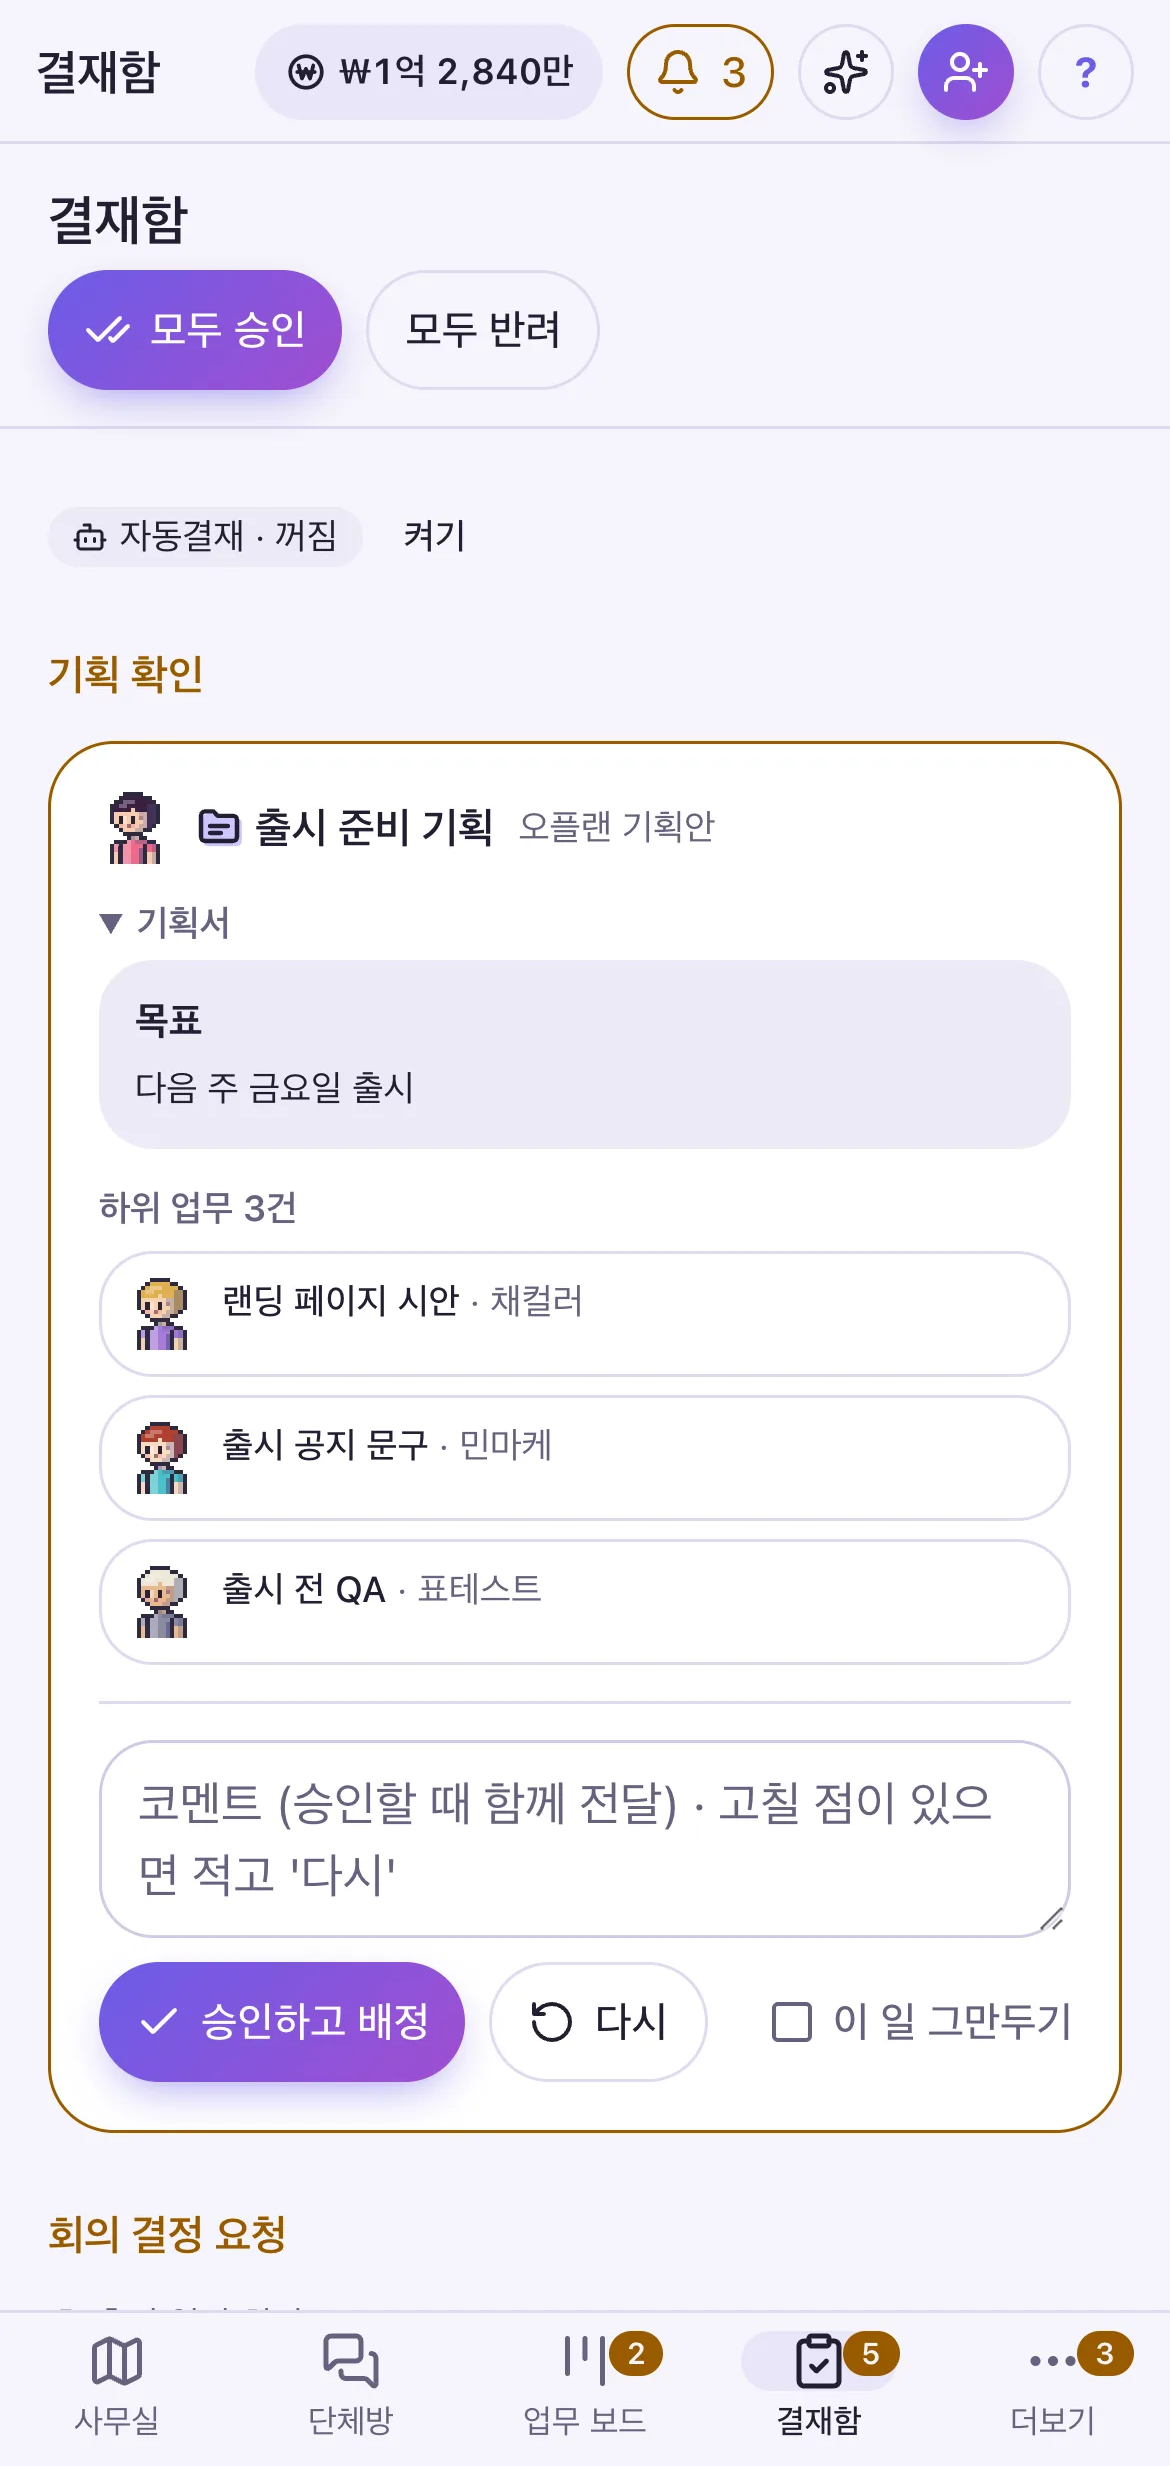 결재함
₩1억 2,840만
3
?
결재함
모두 승인
모두 반려
자동결재 · 꺼짐
켜기
기획 확인
출시 준비 기획 오플랜 기획안
▼ 기획서
목표
다음 주 금요일 출시
하위 업무 3건
랜딩 페이지 시안 · 채컬러
출시 공지 문구 · 민마케
출시 전 QA · 표테스트
코멘트 (승인할 때 함께 전달) · 고칠 점이 있으
면 적고 '다시'
승인하고 배정
다시
이 일 그만두기
회의 결정 요청
2
5
3
사무실
단체방
업무 보드
결재함
더보기